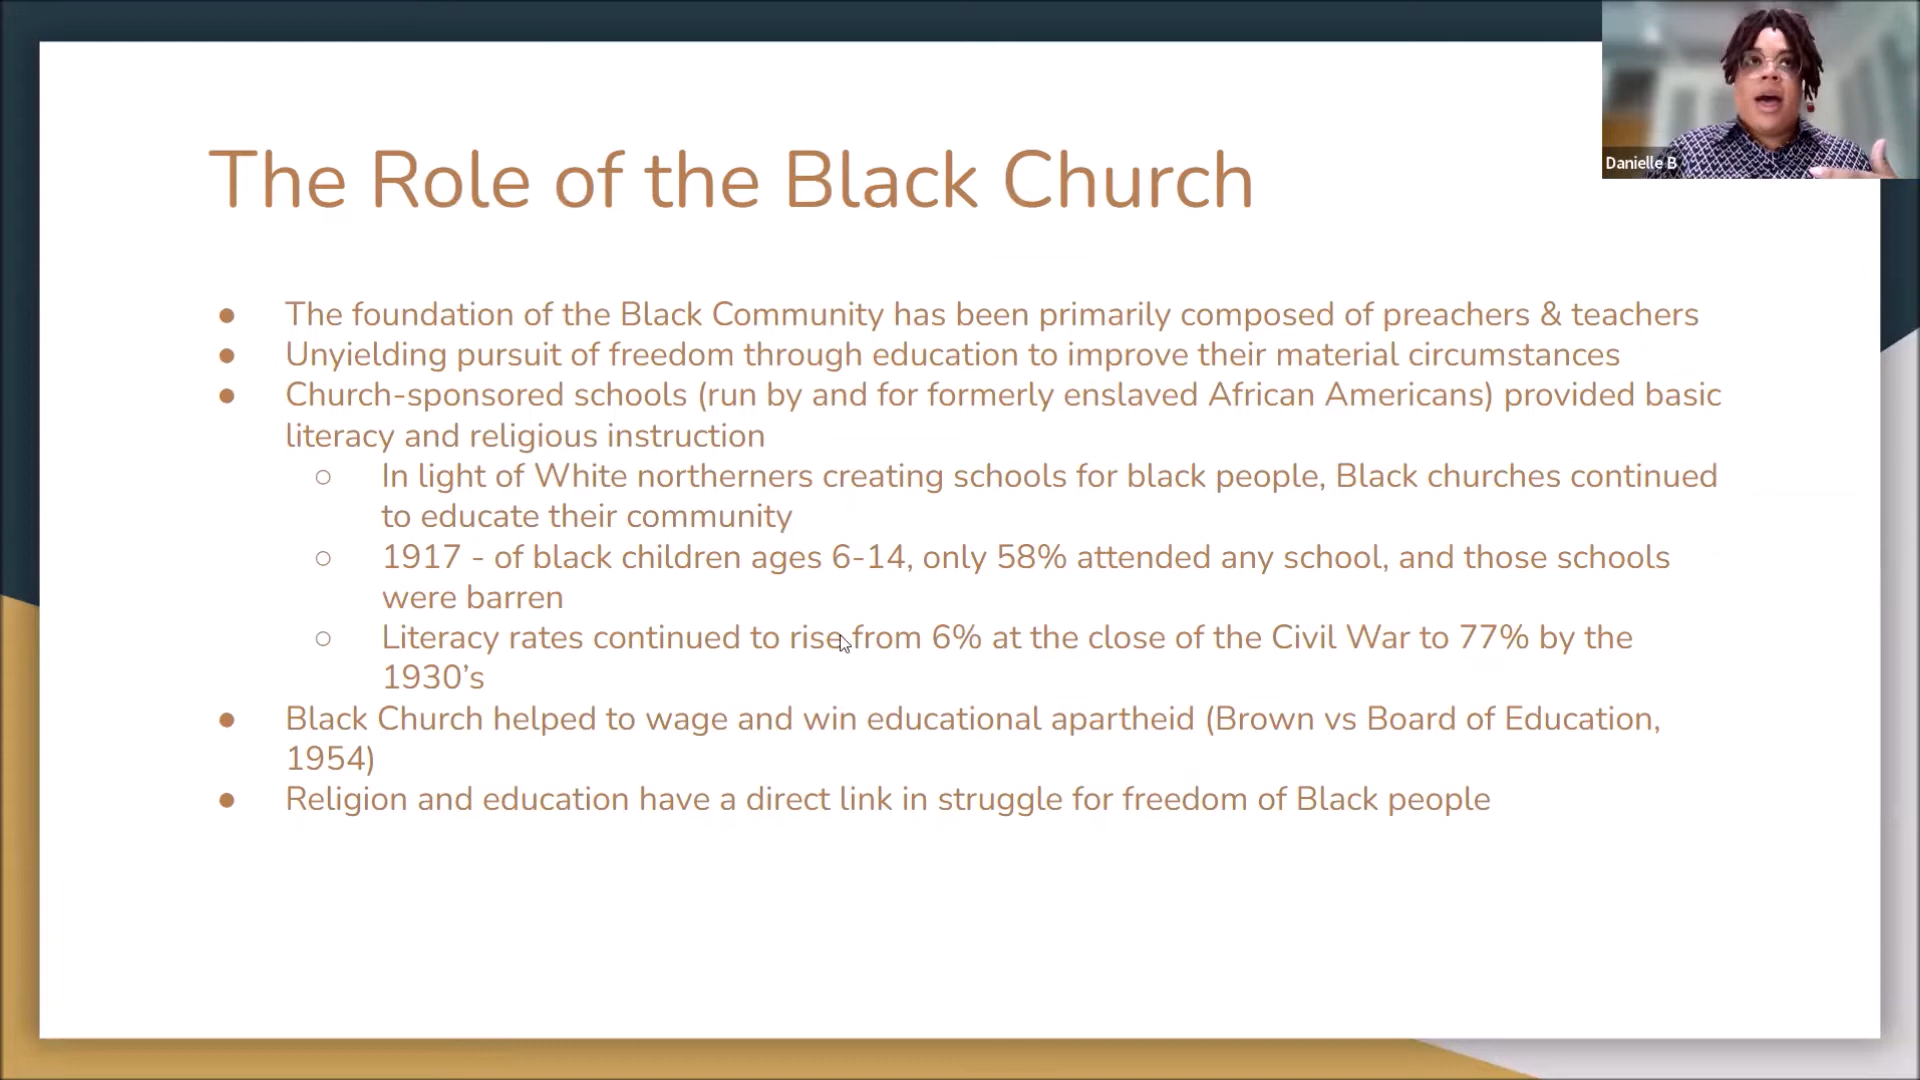 The Role of the Black Church
Danielle B
● The foundation of the Black Community has been primarily composed of preachers & teachers
● Unyielding pursuit of freedom through education to improve their material circumstances
● Church-sponsored schools (run by and for formerly enslaved African Americans) provided basic
literacy and religious instruction
○ In light of White northerners creating schools for black people, Black churches continued
to educate their community
○ 1917 - of black children ages 6-14, only 58% attended any school, and those schools
were barren
○ Literacy rates continued to rise from 6% at the close of the Civil War to 77% by the
1930’s
● Black Church helped to wage and win educational apartheid (Brown vs Board of Education,
1954)
● Religion and education have a direct link in struggle for freedom of Black people